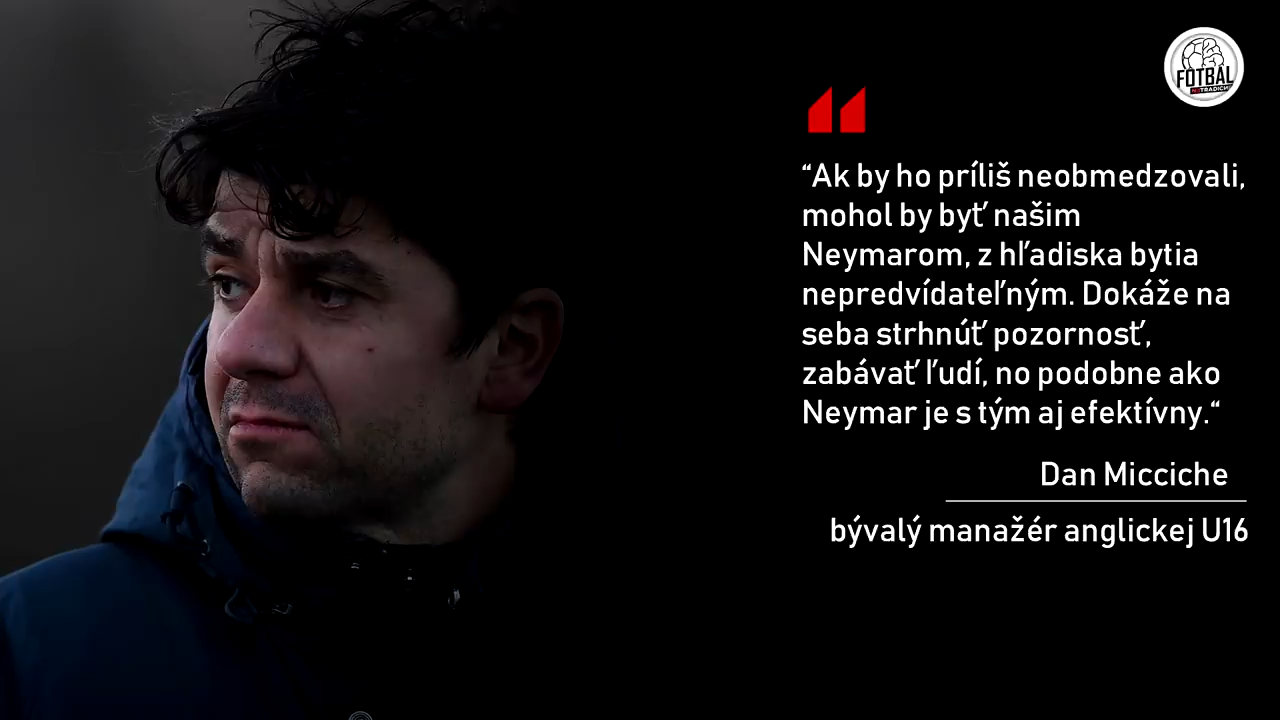 FOTBAL
“Ak by ho príliš neobmedzovali,
mohol by byť našim
Neymarom, z hľadiska bytia
nepredvídateľným. Dokáže na
seba strhnúť pozornosť,
zabávať ľudí, no podobne ako
Neymar je s tým aj efektívny.“
Dan Micciche
bývalý manažér anglickej U16